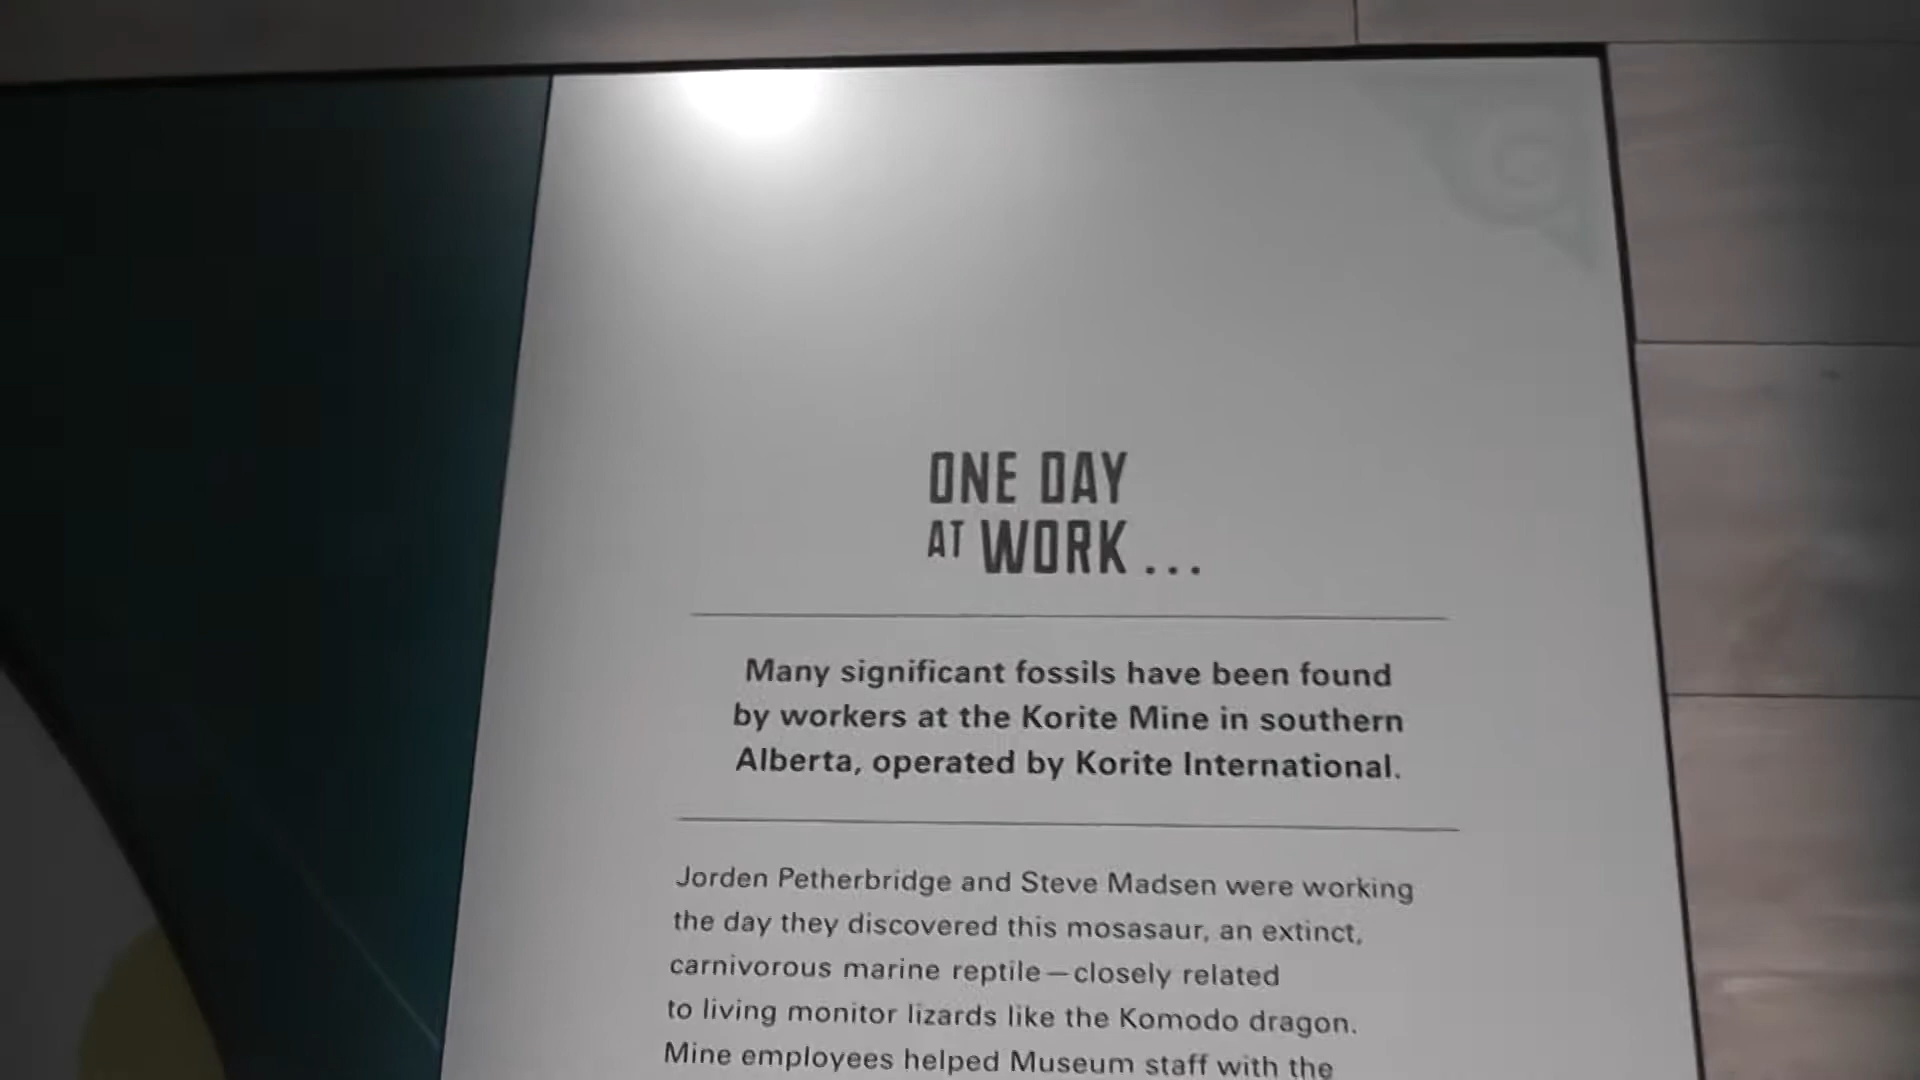 ONE DAY
AT WORK...
Many significant fossils have been found
by workers at the Korite Mine in southern
Alberta, operated by Korite International.
Jorden Petherbridge and Steve Madsen were working
the day they discovered this mosasaur, an extinct,
carnivorous marine reptile—closely related
to living monitor lizards like the Komodo dragon.
Mine employees helped Museum staff with the